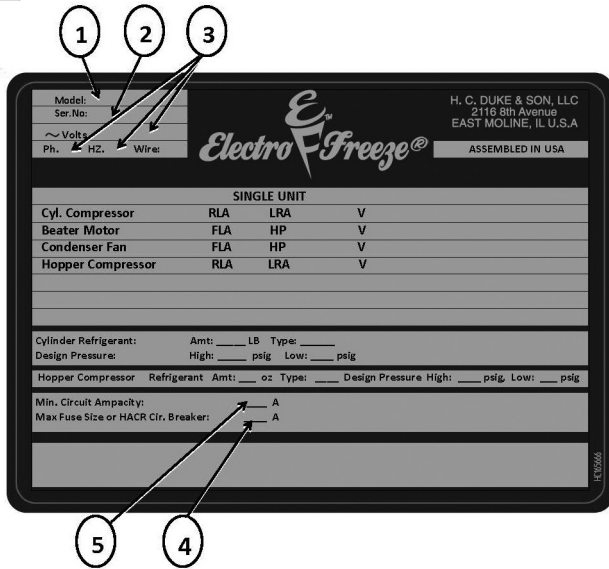 1 2 3
Model:
Ser.No:
~ Volts
Ph. HZ. Wire:
E
Electro Freeze®
™
H. C. DUKE & SON, LLC
2116 8th Avenue
EAST MOLINE, IL U.S.A
ASSEMBLED IN USA
SINGLE UNIT
Cyl. Compressor RLA LRA V
Beater Motor FLA HP V
Condenser Fan FLA HP V
Hopper Compressor RLA LRA V
Cylinder Refrigerant: Amt: ____ LB Type: _____
Design Pressure: High: ____ psig Low: ___ psig
Hopper Compressor Refrigerant Amt: ___ oz Type: ____ Design Pressure High: ____ psig, Low: ___ psig
Min. Circuit Ampacity: ___ A
Max Fuse Size or HACR Cir. Breaker: ___ A
HC165666
5 4